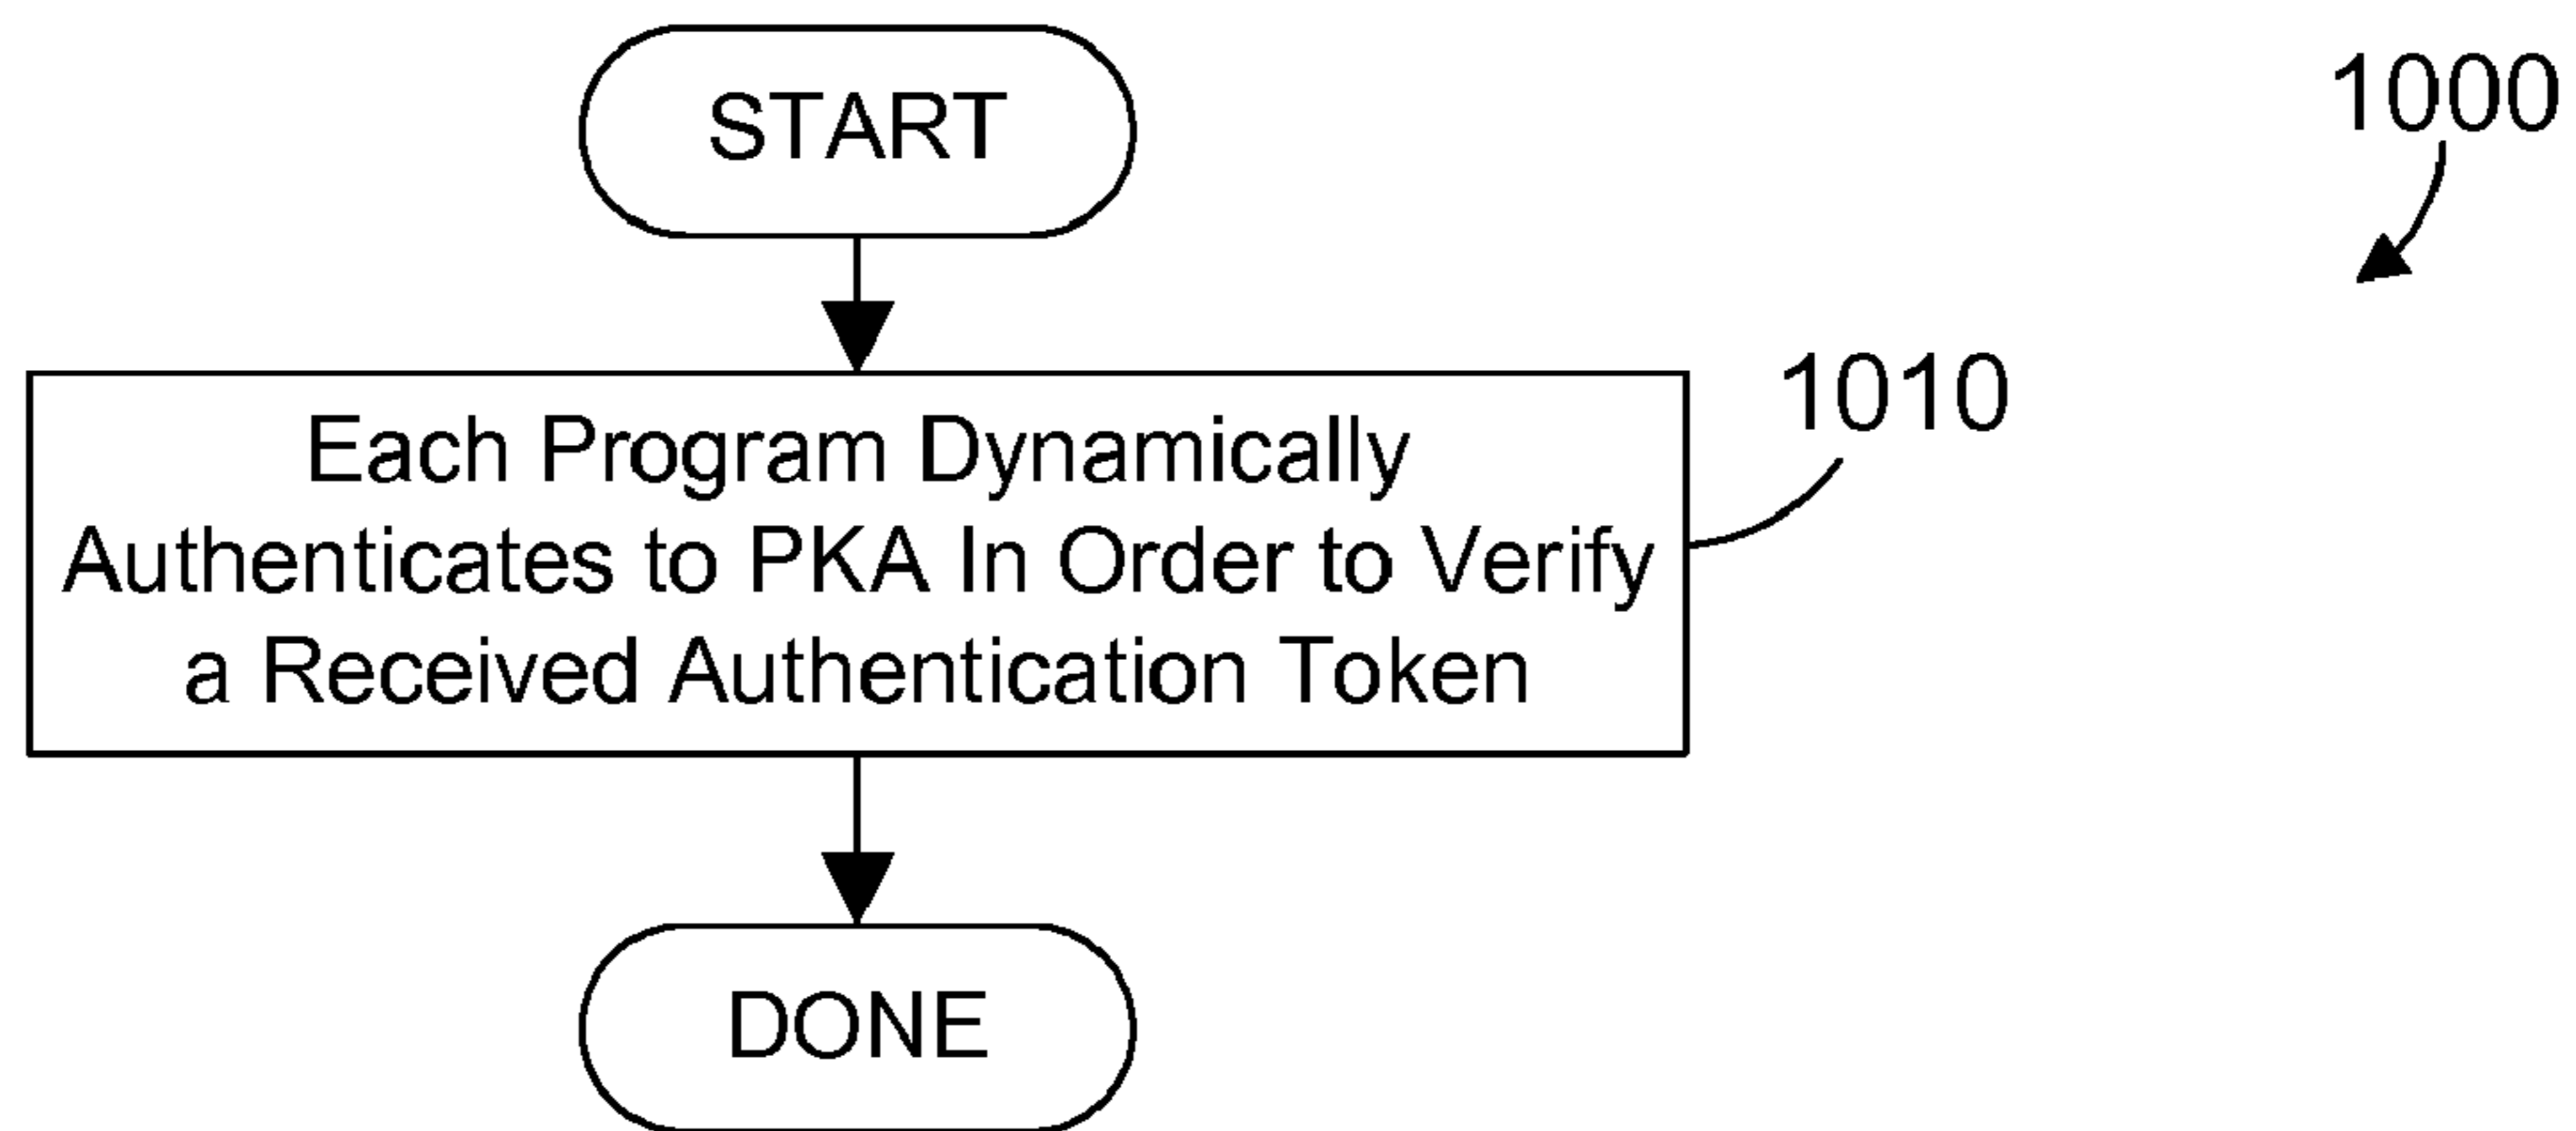 START
1000
1010
Each Program Dynamically
Authenticates to PKA In Order to Verify
a Received Authentication Token
DONE